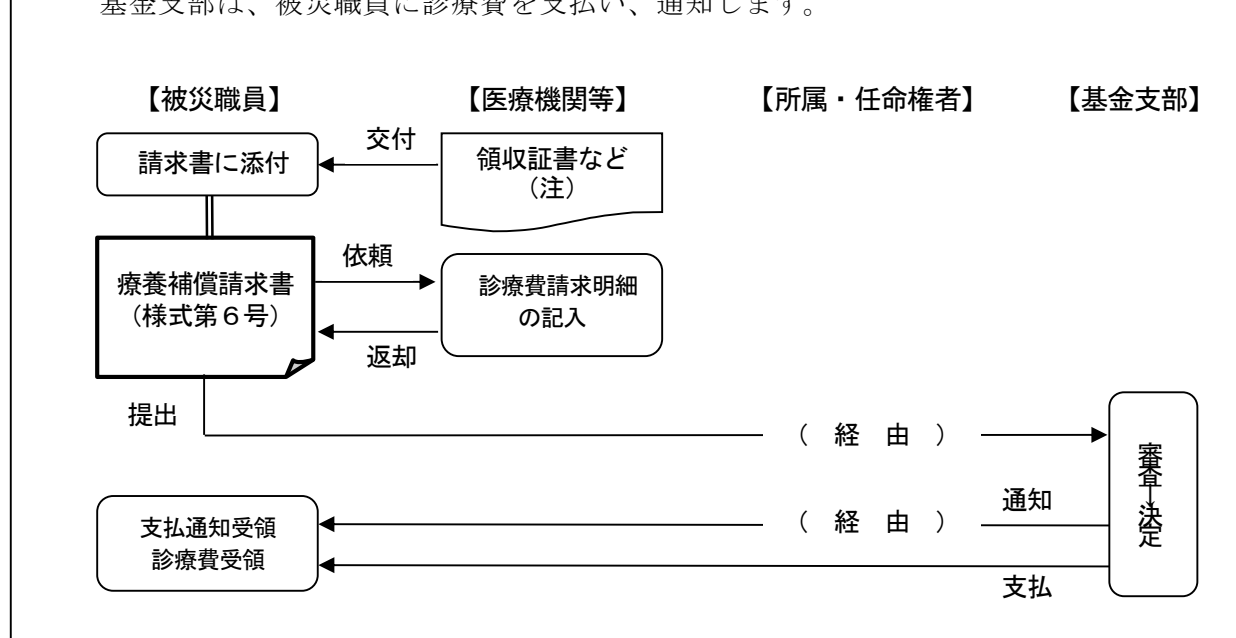 基金支部は、被災職員に診療費を支払い、通知します。
【被災職員】
【医療機関等】
【所属・任命権者】
【基金支部】
請求書に添付
交付
領収証書など
(注)
療養補償請求書
(様式第6号)
依頼
返却
診療費請求明細
の記入
提出
( 経 由 )
審査→決定
通知
( 経 由 )
支払通知受領
診療費受領
支払